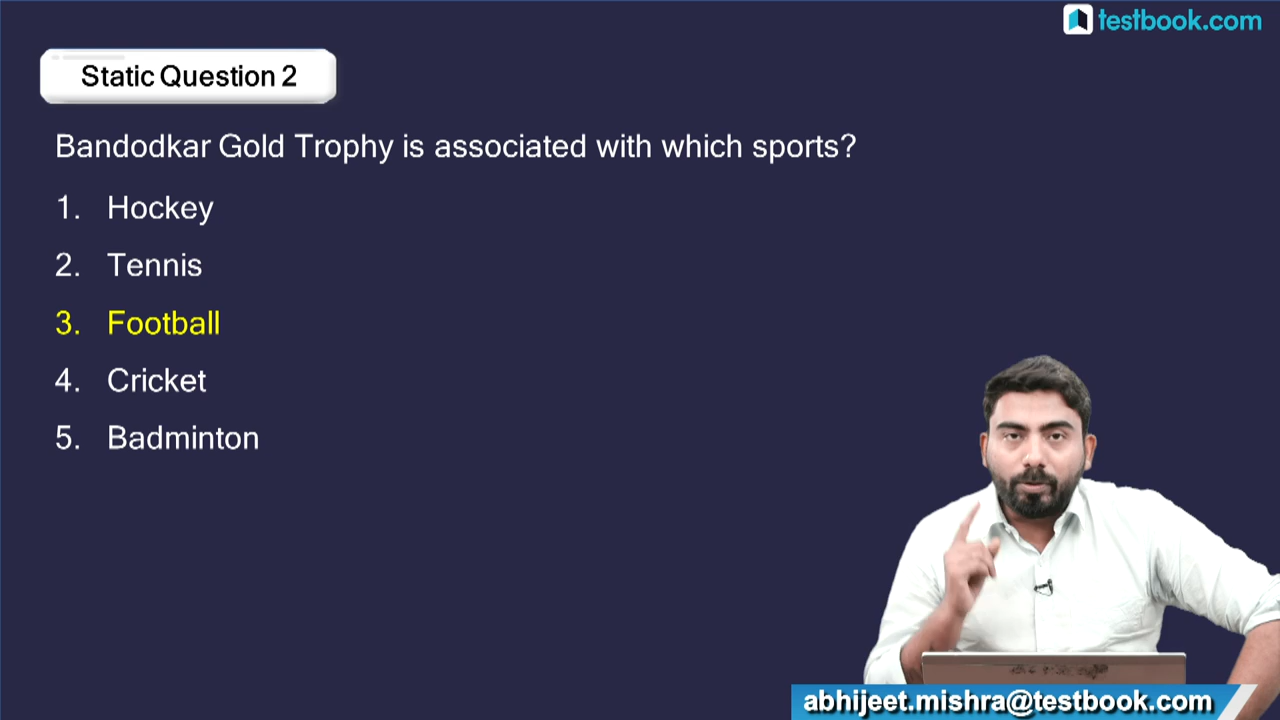 testbook.com
Static Question 2
Bandodkar Gold Trophy is associated with which sports?
1. Hockey
2. Tennis
3. Football
4. Cricket
5. Badminton
abhijeet.mishra@testbook.com